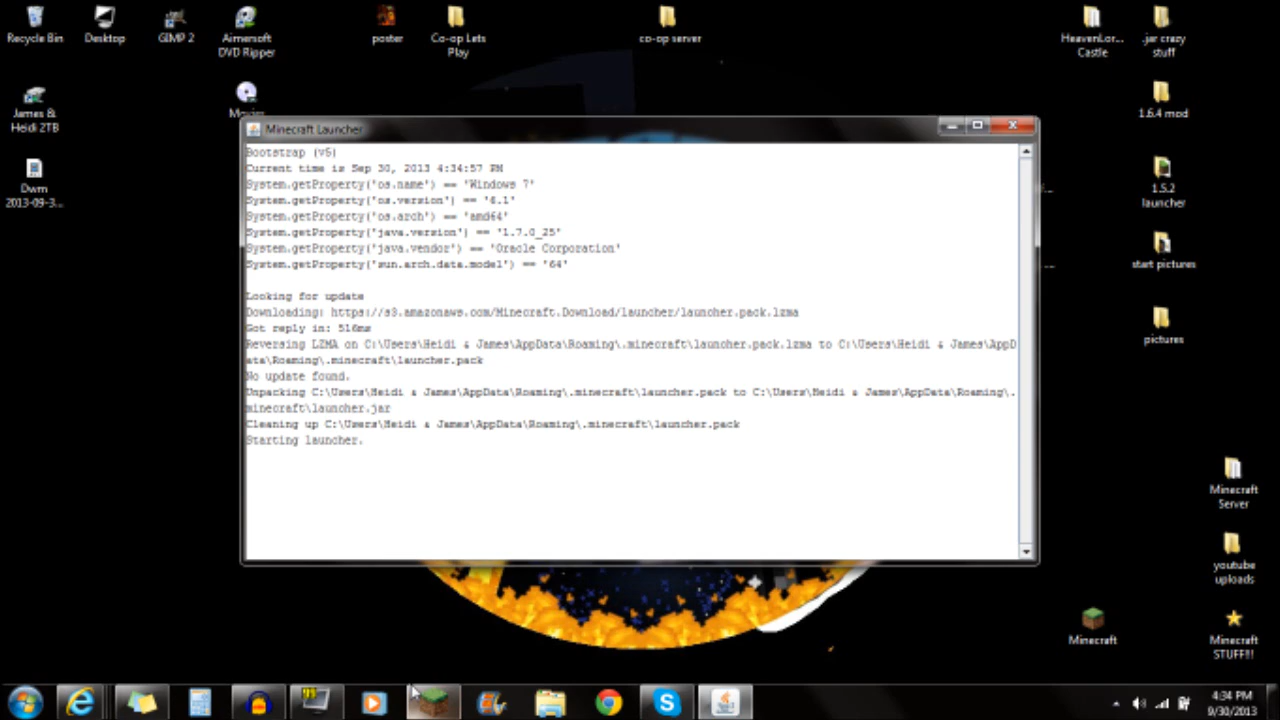 Recycle Bin
Desktop
GIMP 2
Aimersoft
DVD Ripper
poster
Co-op Lets
Play
co-op server
HeavenLor...
Castle
.jar crazy
stuff
James &
Heidi 2TB
Movies
1.6.4 mod
Dwm
2013-09-3...
1.5.2
launcher
start pictures
pictures
Minecraft Launcher
Bootstrap (v5)
Current time is Sep 30, 2013 4:34:57 PM
System.getProperty('os.name') == 'Windows 7'
System.getProperty('os.version') == '6.1'
System.getProperty('os.arch') == 'amd64'
System.getProperty('java.version') == '1.7.0_25'
System.getProperty('java.vendor') == 'Oracle Corporation'
System.getProperty('sun.arch.data.model') == '64'
Looking for update
Downloading: https://s3.amazonaws.com/Minecraft.Download/launcher/launcher.pack.lzma
Got reply in: 516ms
Reversing LZMA on C:\Users\Heidi & James\AppData\Roaming\.minecraft\launcher.pack.lzma to C:\Users\Heidi & James\AppD
ata\Roaming\.minecraft\launcher.pack
No update found.
Unpacking C:\Users\Heidi & James\AppData\Roaming\.minecraft\launcher.pack to C:\Users\Heidi & James\AppData\Roaming\.
minecraft\launcher.jar
Cleaning up C:\Users\Heidi & James\AppData\Roaming\.minecraft\launcher.pack
Starting launcher.
Minecraft
Server
youtube
uploads
Minecraft
Minecraft
STUFF!!!
4:34 PM
9/30/2013